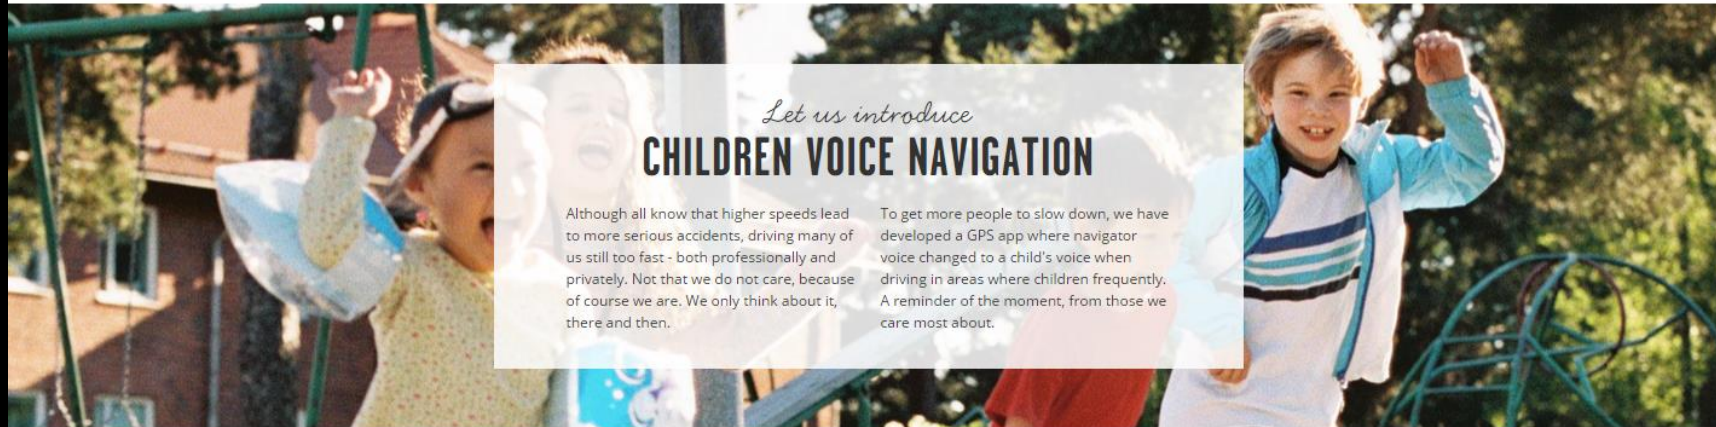 Let us introduce
CHILDREN VOICE NAVIGATION
Although all know that higher speeds lead
to more serious accidents, driving many of
us still too fast - both professionally and
privately. Not that we do not care, because
of course we are. We only think about it,
there and then.
To get more people to slow down, we have
developed a GPS app where navigator
voice changed to a child's voice when
driving in areas where children frequently.
A reminder of the moment, from those we
care most about.